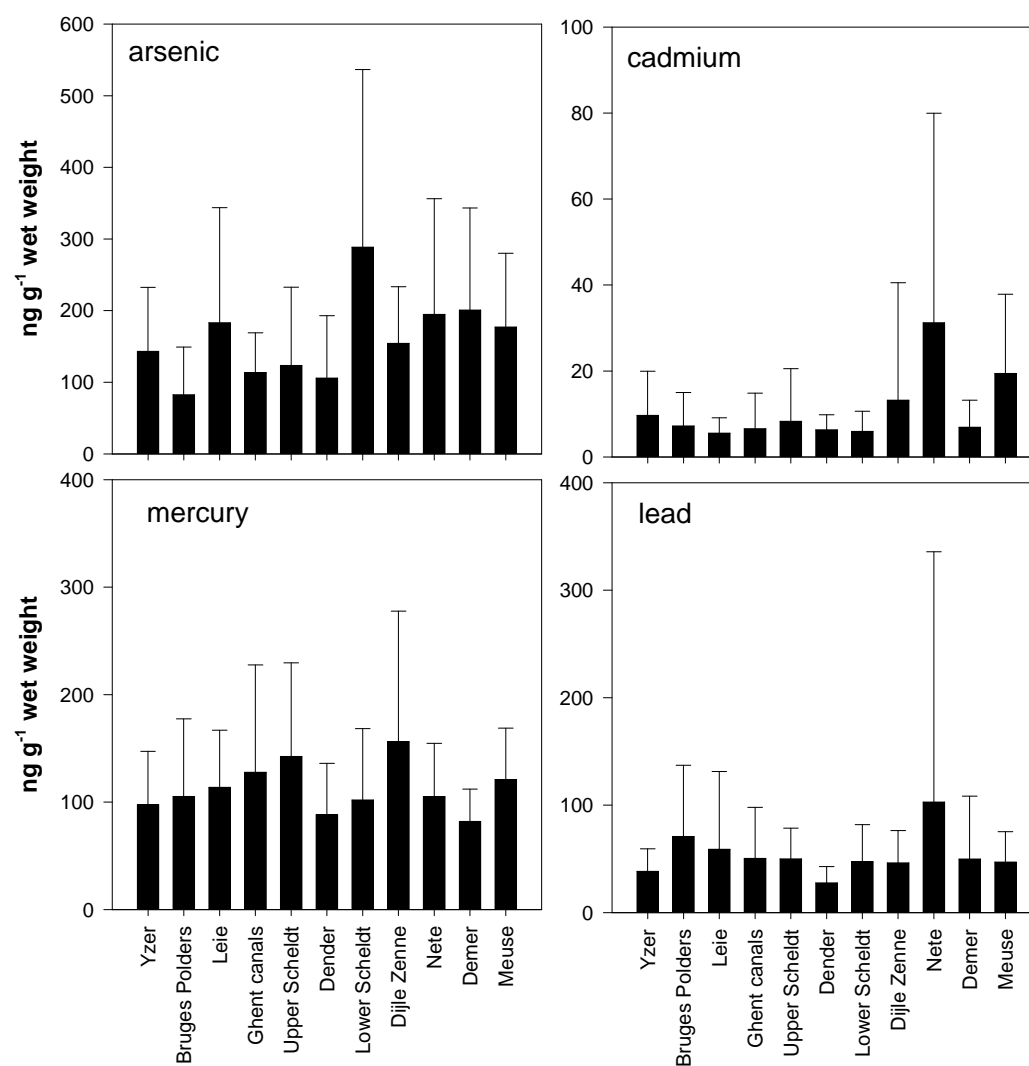 arsenic
600
500
400
300
200
100
0
ng g⁻¹ wet weight
cadmium
100
80
60
40
20
0
mercury
400
300
200
100
0
ng g⁻¹ wet weight
Yzer
Bruges Polders
Leie
Ghent canals
Upper Scheldt
Dender
Lower Scheldt
Dijle Zenne
Nete
Demer
Meuse
lead
400
300
200
100
0
Yzer
Bruges Polders
Leie
Ghent canals
Upper Scheldt
Dender
Lower Scheldt
Dijle Zenne
Nete
Demer
Meuse